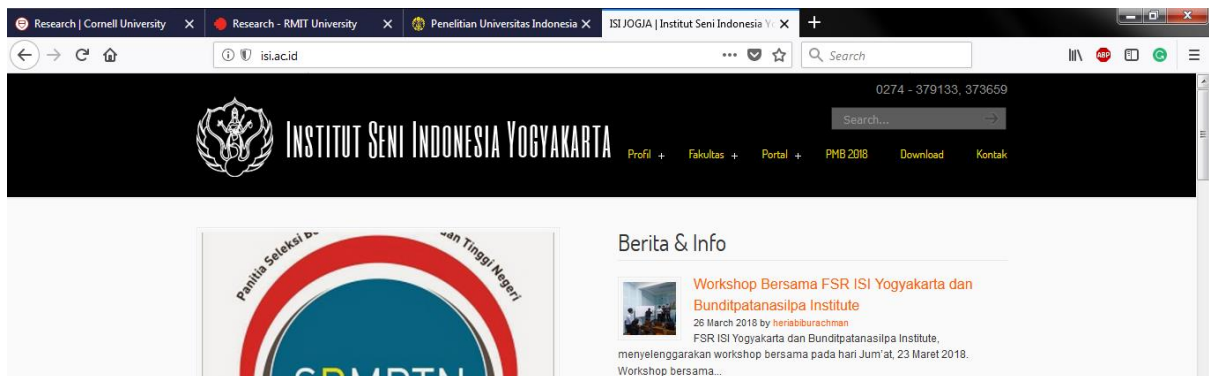 Research | Cornell University
Research - RMIT University
Penelitian Universitas Indonesia
ISI JOGJA | Institut Seni Indonesia
isi.ac.id
Search
ABP
0274 - 379133, 373659
Search...
INSTITUT SENI INDONESIA YOGYAKARTA
Profil + Fakultas + Portal + PMB 2018 Download Kontak
Panitia Seleksi
Tinggi Negeri
Berita & Info
Workshop Bersama FSR ISI Yogyakarta dan
Bunditpatanasilpa Institute
26 March 2018 by heriabiburachman
FSR ISI Yogyakarta dan Bunditpatanasilpa Institute,
menyelenggarakan workshop bersama pada hari Jum'at, 23 Maret 2018.
Workshop bersama...